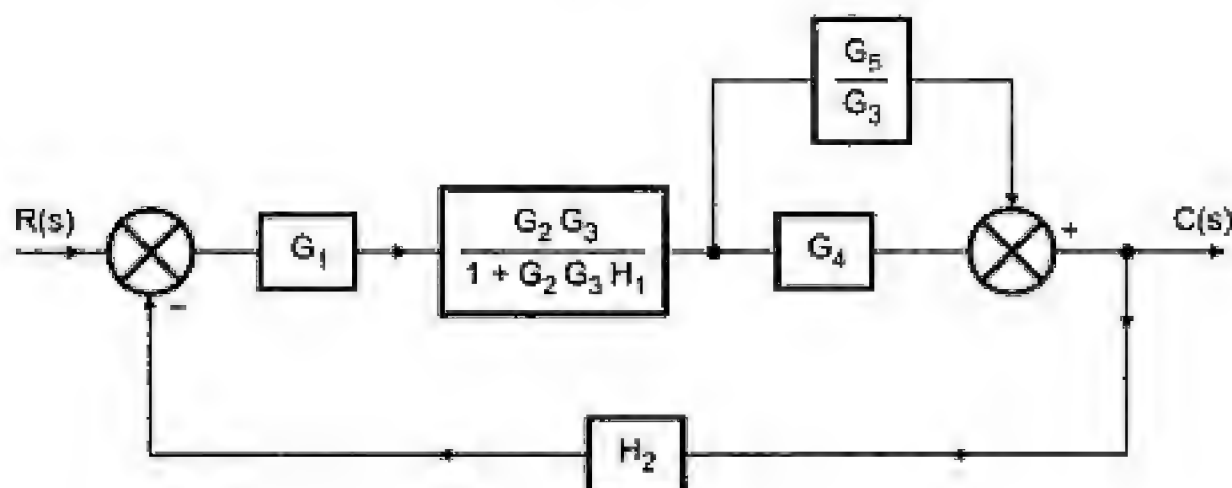 G₅
G₃
R(s)
G₁
G₂ G₃
1 + G₂ G₃ H₁
G₄
+
C(s)
−
H₂